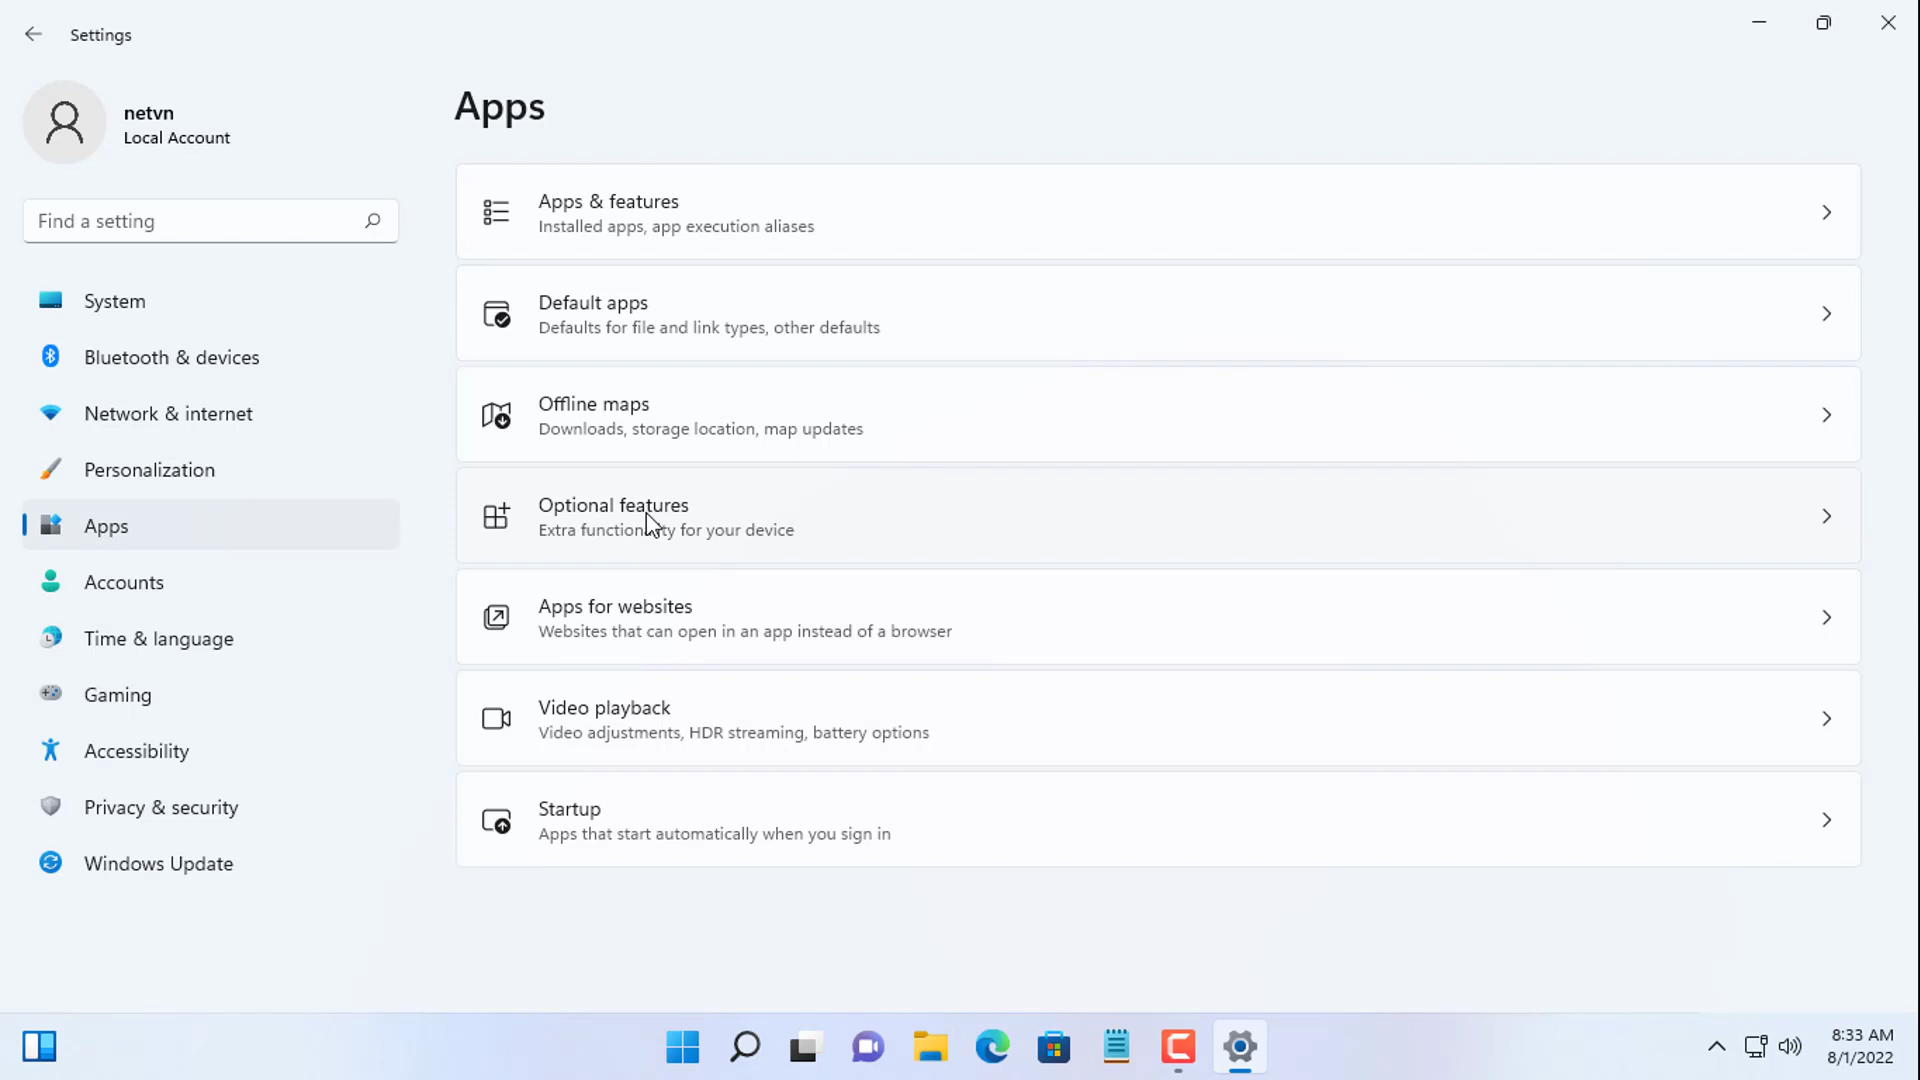 Settings
netvn
Local Account
Find a setting
System
Bluetooth & devices
Network & internet
Personalization
Apps
Accounts
Time & language
Gaming
Accessibility
Privacy & security
Windows Update
Apps
Apps & features
Installed apps, app execution aliases
Default apps
Defaults for file and link types, other defaults
Offline maps
Downloads, storage location, map updates
Optional features
Extra functionality for your device
Apps for websites
Websites that can open in an app instead of a browser
Video playback
Video adjustments, HDR streaming, battery options
Startup
Apps that start automatically when you sign in
8:33 AM
8/1/2022